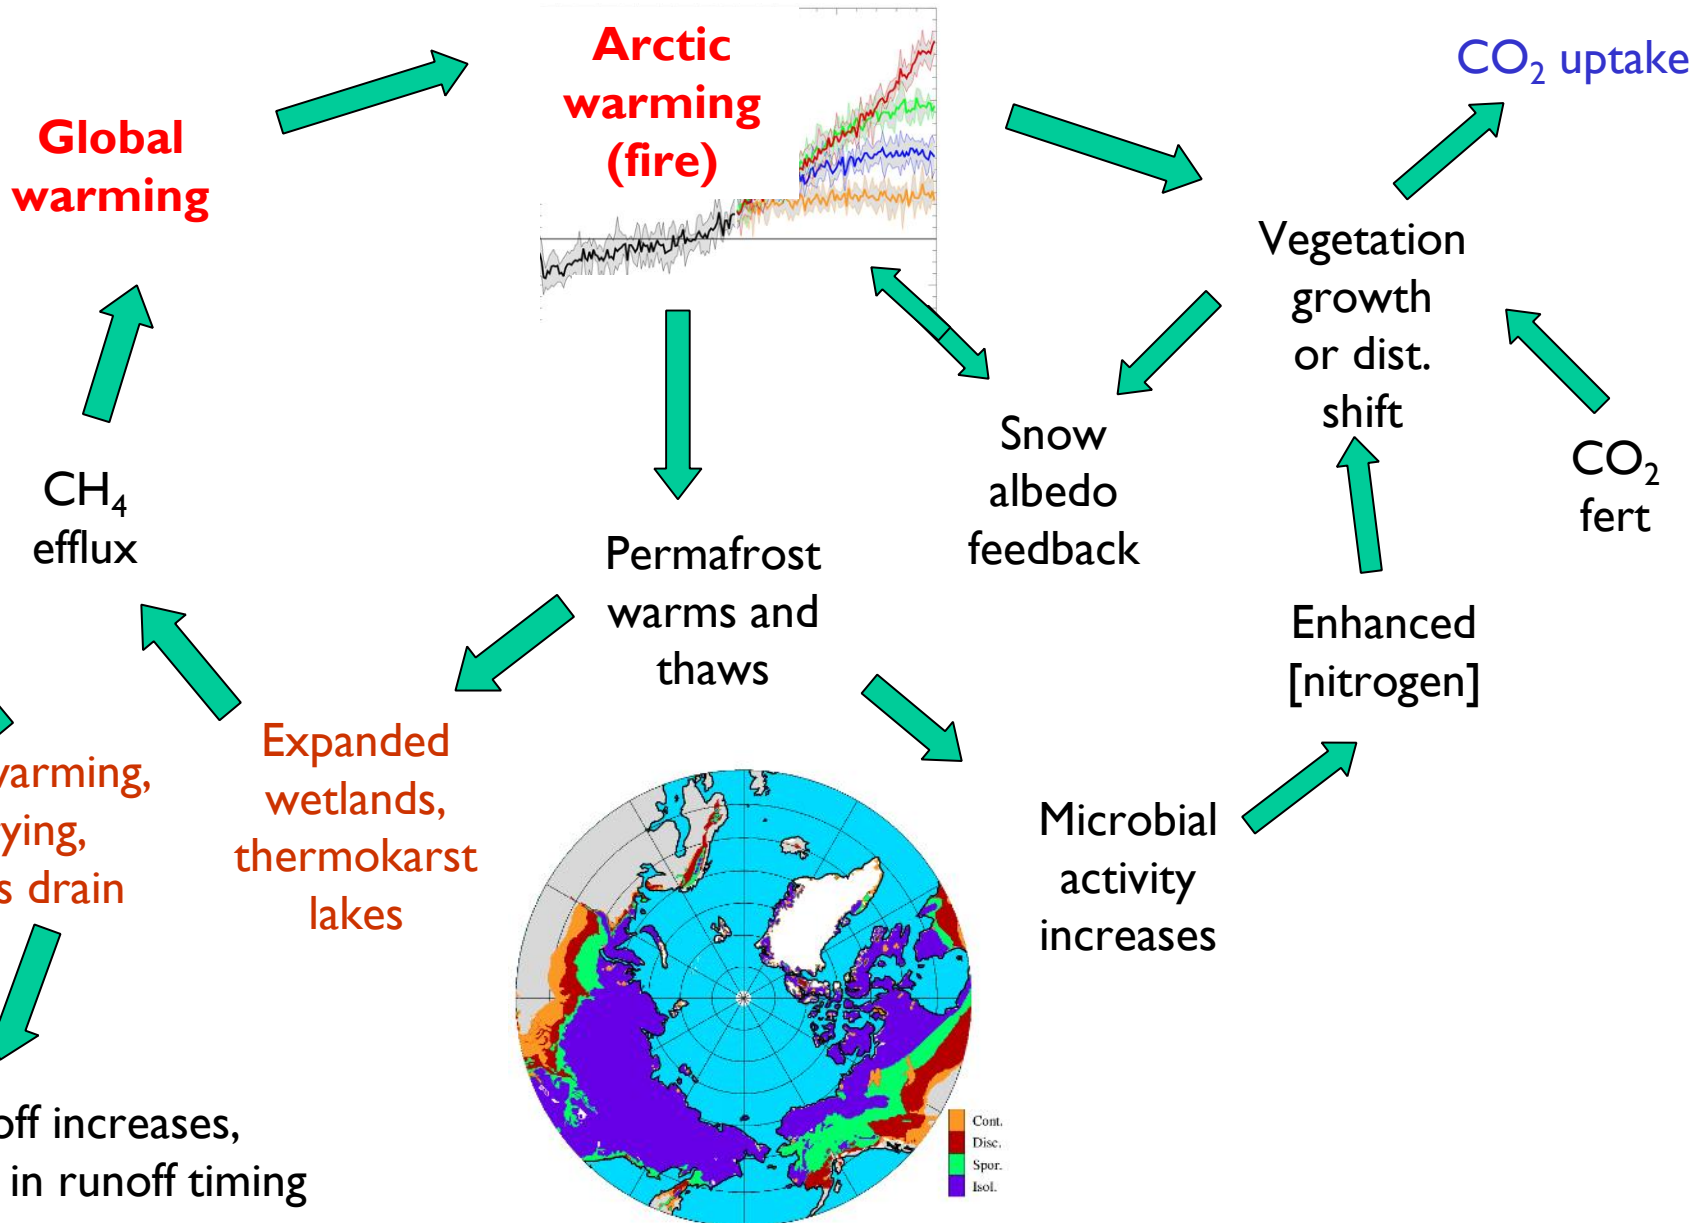 Arctic
warming
(fire)
CO₂ uptake
Global
warming
Vegetation
growth
or dist.
shift
Snow
albedo
feedback
CO₂
fert
CH₄
efflux
Permafrost
warms and
thaws
Enhanced
[nitrogen]
Expanded
wetlands,
thermokarst
lakes
drain
Microbial
activity
increases
increases,
in runoff timing
Cont.
Disc.
Spor.
Isol.